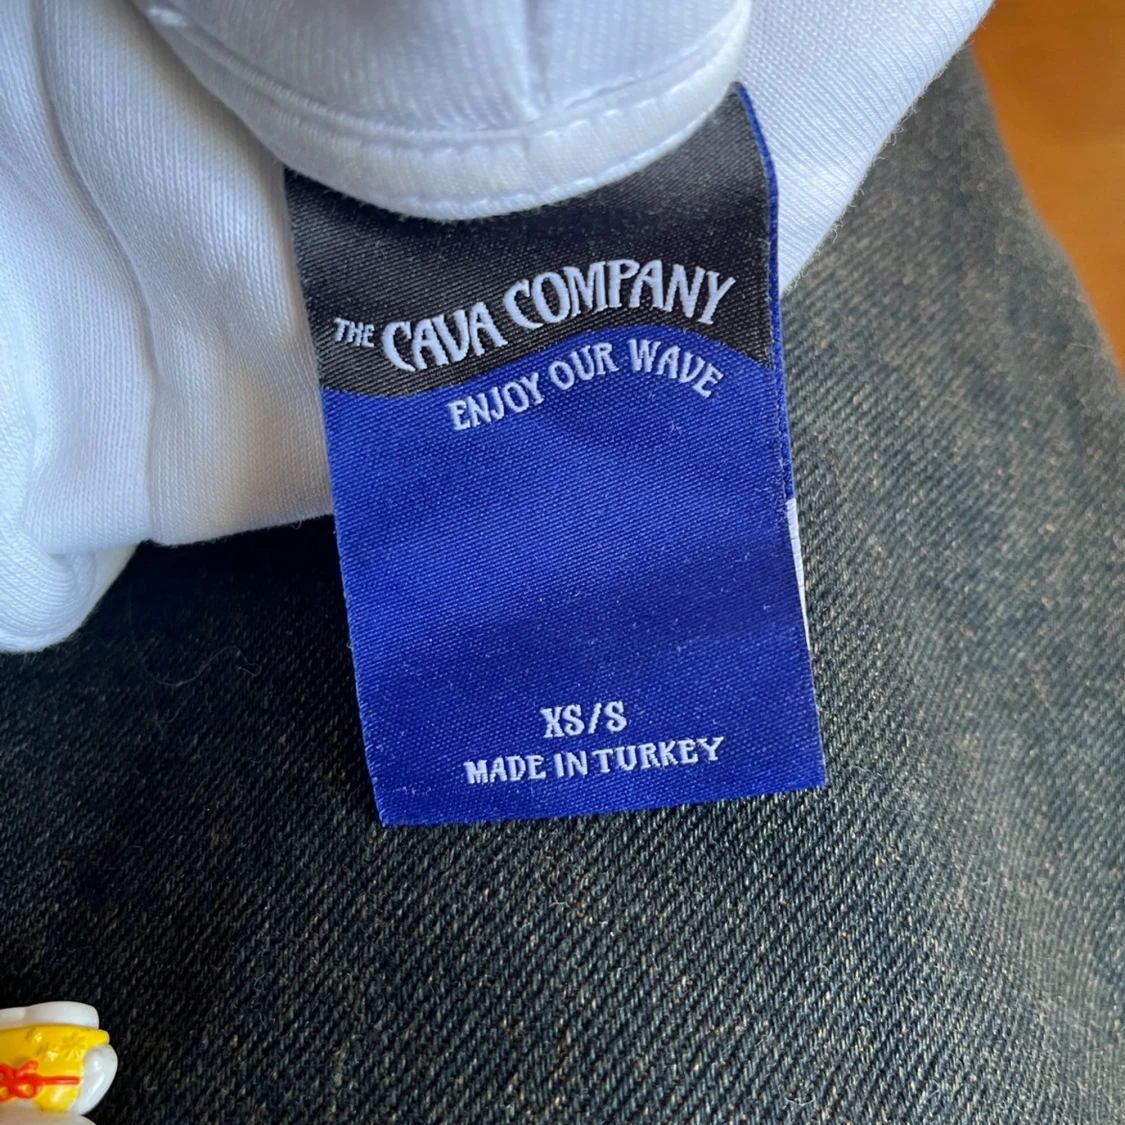 THE CAVA COMPANY
ENJOY OUR WAVE
XS/S
MADE IN TURKEY